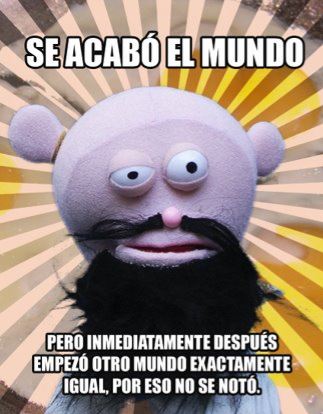 SE ACABÓ EL MUNDO
PERO INMEDIATAMENTE DESPUÉS
EMPEZÓ OTRO MUNDO EXACTAMENTE
IGUAL, POR ESO NO SE NOTÓ.